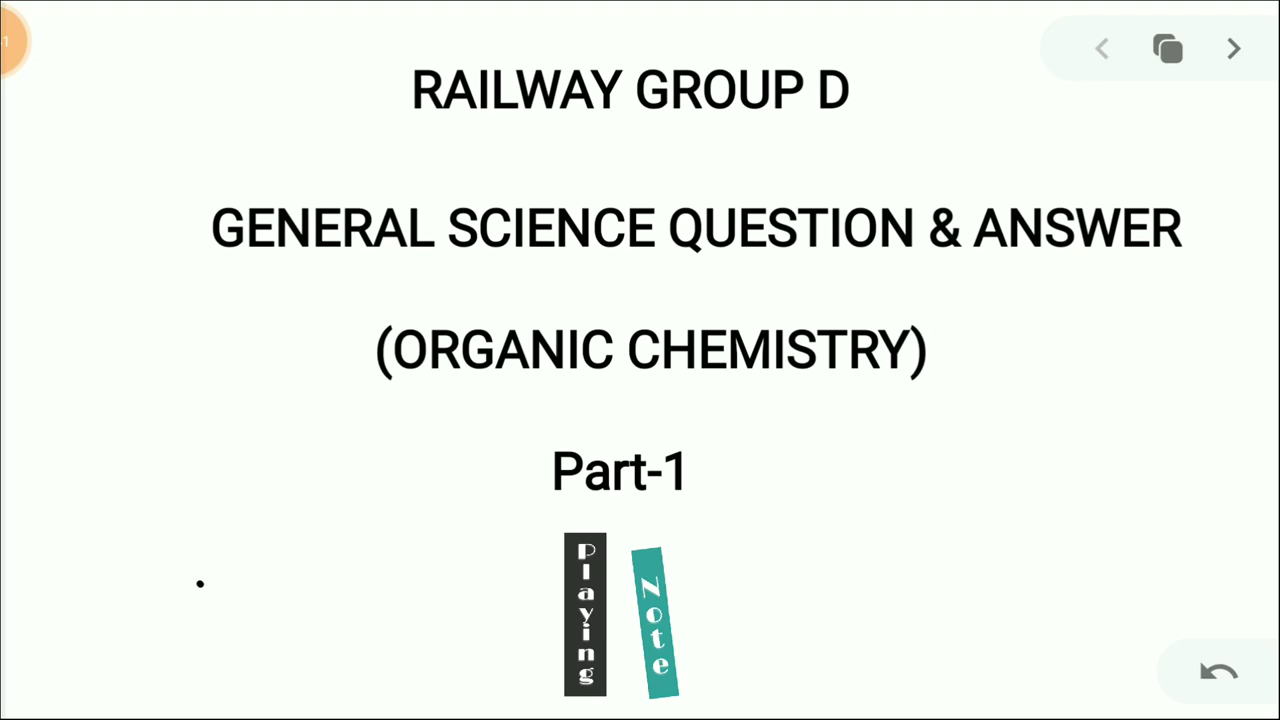 RAILWAY GROUP D
GENERAL SCIENCE QUESTION & ANSWER
(ORGANIC CHEMISTRY)
Part-1
Playing
Note